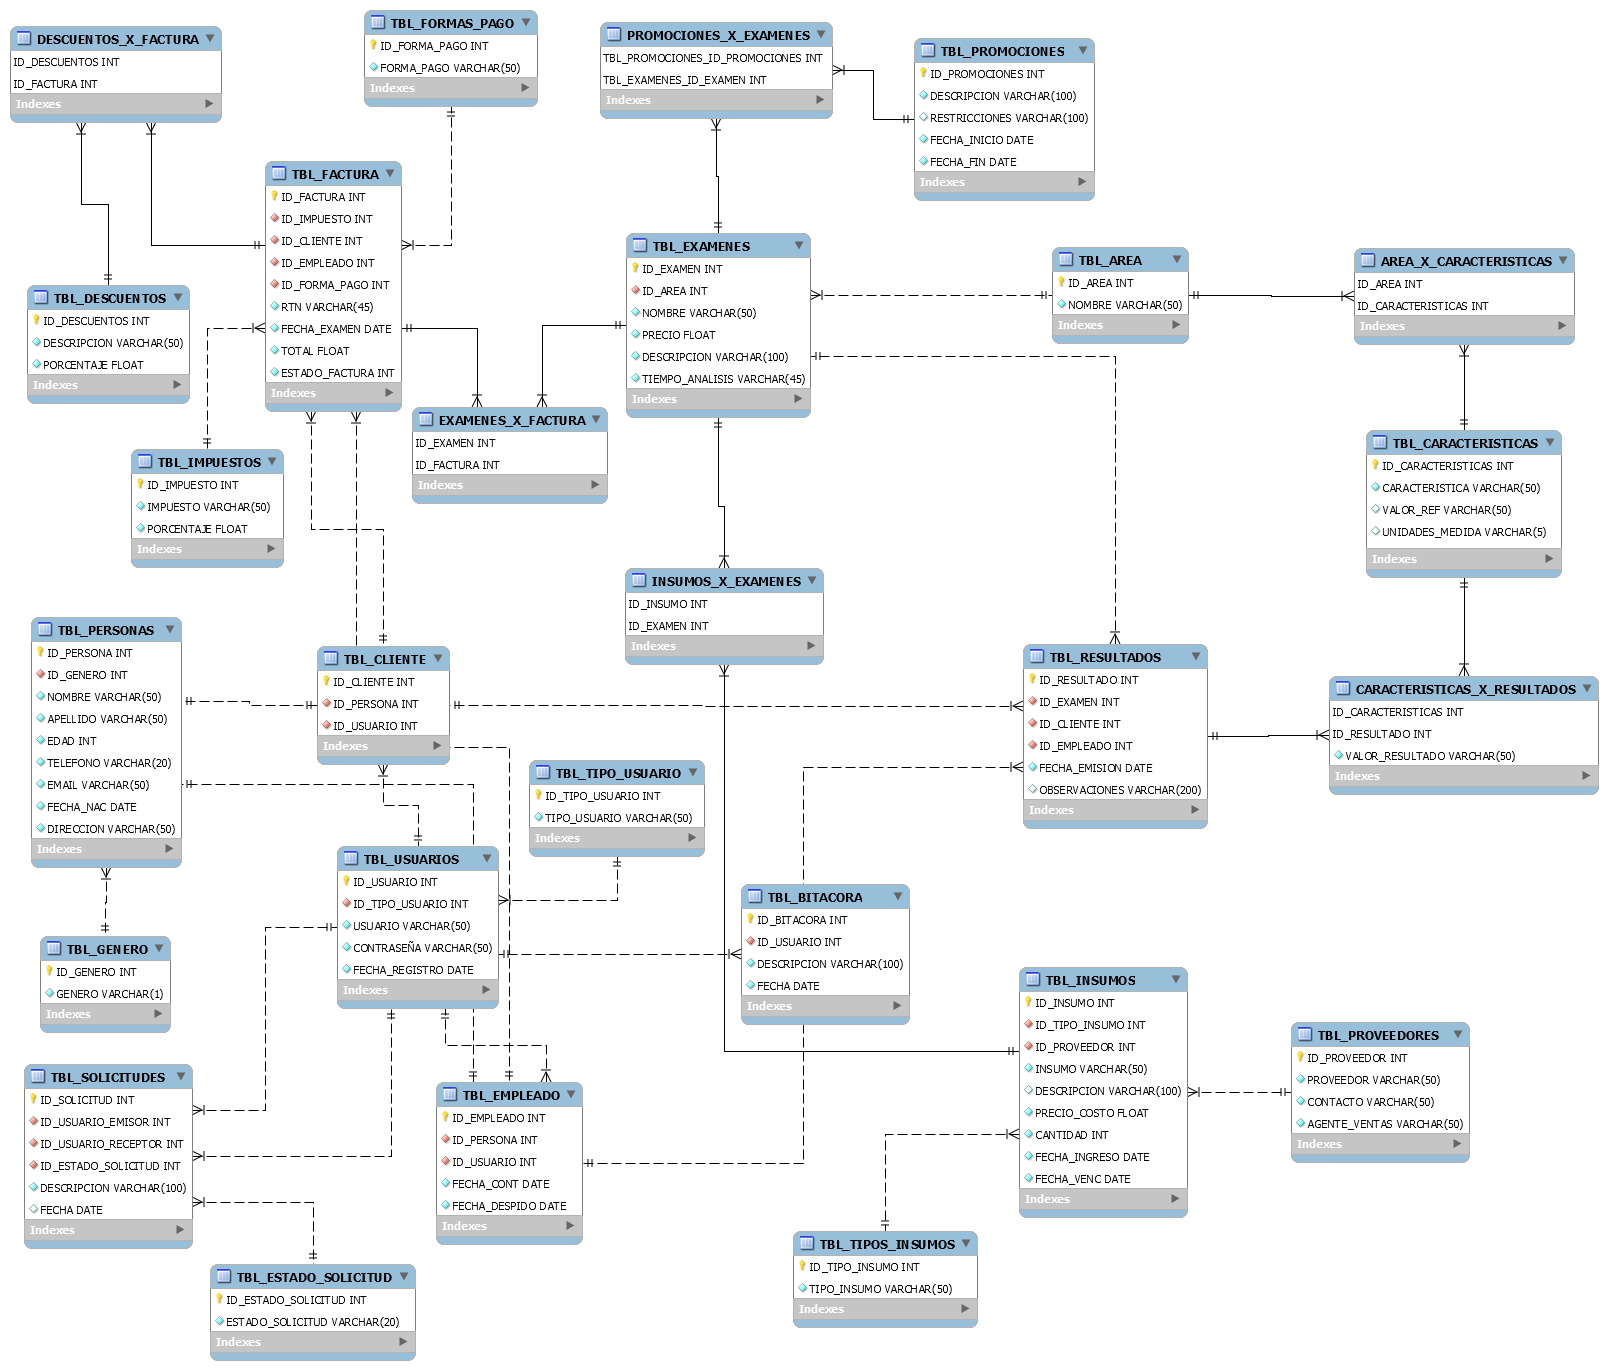 DESCUENTOS_X_FACTURA
ID_DESCUENTOS INT
ID_FACTURA INT
Indexes
TBL_FORMAS_PAGO
ID_FORMA_PAGO INT
FORMA_PAGO VARCHAR(50)
Indexes
PROMOCIONES_X_EXAMENES
TBL_PROMOCIONES_ID_PROMOCIONES INT
TBL_EXAMENES_ID_EXAMEN INT
Indexes
TBL_PROMOCIONES
ID_PROMOCIONES INT
DESCRIPCION VARCHAR(100)
RESTRICCIONES VARCHAR(100)
FECHA_INICIO DATE
FECHA_FIN DATE
Indexes
TBL_FACTURA
ID_FACTURA INT
ID_IMPUESTO INT
ID_CLIENTE INT
ID_EMPLEADO INT
ID_FORMA_PAGO INT
RTN VARCHAR(45)
FECHA_EXAMEN DATE
TOTAL FLOAT
ESTADO_FACTURA INT
Indexes
TBL_EXAMENES
ID_EXAMEN INT
ID_AREA INT
NOMBRE VARCHAR(50)
PRECIO FLOAT
DESCRIPCION VARCHAR(100)
TIEMPO_ANALISIS VARCHAR(45)
Indexes
TBL_AREA
ID_AREA INT
NOMBRE VARCHAR(50)
Indexes
AREA_X_CARACTERISTICAS
ID_AREA INT
ID_CARACTERISTICAS INT
Indexes
TBL_DESCUENTOS
ID_DESCUENTOS INT
DESCRIPCION VARCHAR(50)
PORCENTAJE FLOAT
Indexes
EXAMENES_X_FACTURA
ID_EXAMEN INT
ID_FACTURA INT
Indexes
TBL_CARACTERISTICAS
ID_CARACTERISTICAS INT
CARACTERISTICA VARCHAR(50)
VALOR_REF VARCHAR(50)
UNIDADES_MEDIDA VARCHAR(5)
Indexes
TBL_IMPUESTOS
ID_IMPUESTO INT
IMPUESTO VARCHAR(50)
PORCENTAJE FLOAT
Indexes
INSUMOS_X_EXAMENES
ID_INSUMO INT
ID_EXAMEN INT
Indexes
TBL_PERSONAS
ID_PERSONA INT
ID_GENERO INT
NOMBRE VARCHAR(50)
APELLIDO VARCHAR(50)
EDAD INT
TELEFONO VARCHAR(20)
EMAIL VARCHAR(50)
FECHA_NAC DATE
DIRECCION VARCHAR(50)
Indexes
TBL_CLIENTE
ID_CLIENTE INT
ID_PERSONA INT
ID_USUARIO INT
Indexes
TBL_RESULTADOS
ID_RESULTADO INT
ID_EXAMEN INT
ID_CLIENTE INT
ID_EMPLEADO INT
FECHA_EMISION DATE
OBSERVACIONES VARCHAR(200)
Indexes
CARACTERISTICAS_X_RESULTADOS
ID_CARACTERISTICAS INT
ID_RESULTADO INT
VALOR_RESULTADO VARCHAR(50)
Indexes
TBL_TIPO_USUARIO
ID_TIPO_USUARIO INT
TIPO_USUARIO VARCHAR(50)
Indexes
TBL_USUARIOS
ID_USUARIO INT
ID_TIPO_USUARIO INT
USUARIO VARCHAR(50)
CONTRASEÑA VARCHAR(50)
FECHA_REGISTRO DATE
Indexes
TBL_BITACORA
ID_BITACORA INT
ID_USUARIO INT
DESCRIPCION VARCHAR(100)
FECHA DATE
Indexes
TBL_GENERO
ID_GENERO INT
GENERO VARCHAR(1)
Indexes
TBL_INSUMOS
ID_INSUMO INT
ID_TIPO_INSUMO INT
ID_PROVEEDOR INT
INSUMO VARCHAR(50)
DESCRIPCION VARCHAR(100)
PRECIO_COSTO FLOAT
CANTIDAD INT
FECHA_INGRESO DATE
FECHA_VENC DATE
Indexes
TBL_PROVEEDORES
ID_PROVEEDOR INT
PROVEEDOR VARCHAR(50)
CONTACTO VARCHAR(50)
AGENTE_VENTAS VARCHAR(50)
Indexes
TBL_SOLICITUDES
ID_SOLICITUD INT
ID_USUARIO_EMISOR INT
ID_USUARIO_RECEPTOR INT
ID_ESTADO_SOLICITUD INT
DESCRIPCION VARCHAR(100)
FECHA DATE
Indexes
TBL_EMPLEADO
ID_EMPLEADO INT
ID_PERSONA INT
ID_USUARIO INT
FECHA_CONT DATE
FECHA_DESPIDO DATE
Indexes
TBL_TIPOS_INSUMOS
ID_TIPO_INSUMO INT
TIPO_INSUMO VARCHAR(50)
Indexes
TBL_ESTADO_SOLICITUD
ID_ESTADO_SOLICITUD INT
ESTADO_SOLICITUD VARCHAR(20)
Indexes